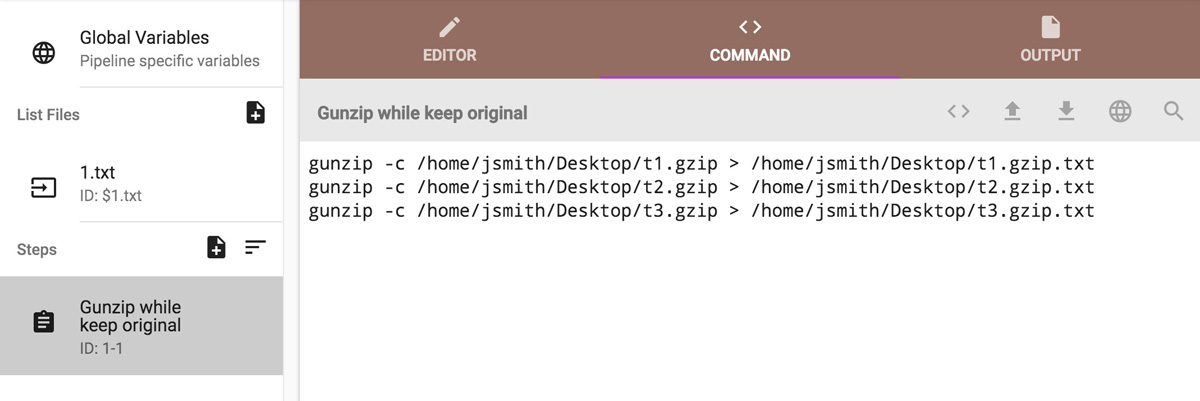 Global Variables
Pipeline specific variables
List Files
1.txt
ID: $1.txt
Steps
Gunzip while
keep original
ID: 1-1
EDITOR
COMMAND
OUTPUT
Gunzip while keep original
gunzip -c /home/jsmith/Desktop/t1.gzip > /home/jsmith/Desktop/t1.gzip.txt
gunzip -c /home/jsmith/Desktop/t2.gzip > /home/jsmith/Desktop/t2.gzip.txt
gunzip -c /home/jsmith/Desktop/t3.gzip > /home/jsmith/Desktop/t3.gzip.txt